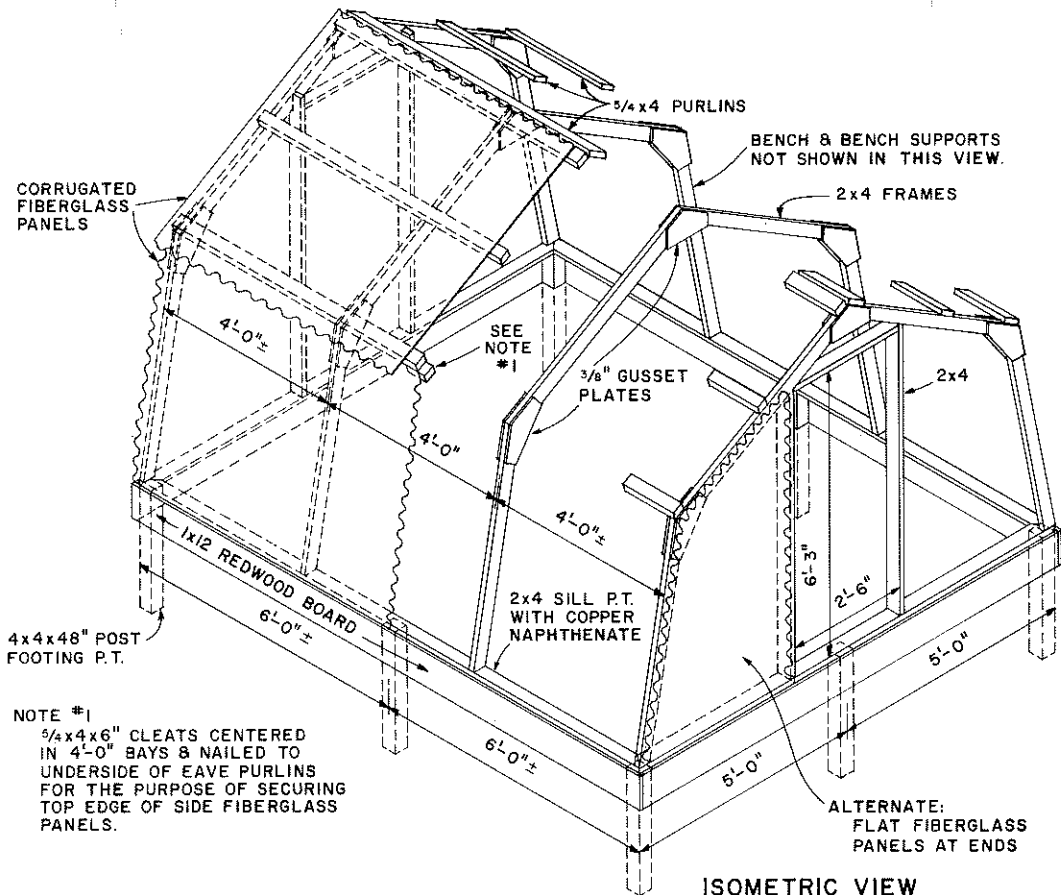 5/4x4 PURLINS
BENCH & BENCH SUPPORTS
NOT SHOWN IN THIS VIEW.
2x4 FRAMES
CORRUGATED
FIBERGLASS
PANELS
4'-0"±
SEE
NOTE
#1
3/8" GUSSET
PLATES
2x4
4'-0"
4'-0"±
6'-3"
2'-6"
1x12 REDWOOD BOARD
6'-0"±
2x4 SILL P.T.
WITH COPPER
NAPHTHENATE
5'-0"
4x4x48" POST
FOOTING P.T.
6'-0"±
5'-0"
NOTE #1
5/4x4x6" CLEATS CENTERED
IN 4'-0" BAYS & NAILED TO
UNDERSIDE OF EAVE PURLINS
FOR THE PURPOSE OF SECURING
TOP EDGE OF SIDE FIBERGLASS
PANELS.
ALTERNATE:
FLAT FIBERGLASS
PANELS AT ENDS
ISOMETRIC VIEW